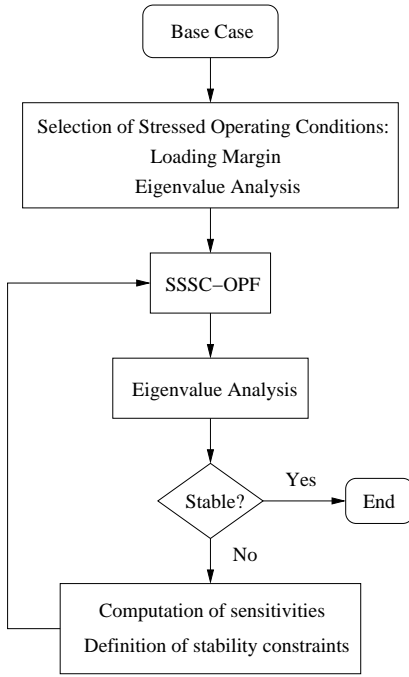 Base Case
Selection of Stressed Operating Conditions:
Loading Margin
Eigenvalue Analysis
SSSC−OPF
Eigenvalue Analysis
Stable?
Yes
End
No
Computation of sensitivities
Definition of stability constraints